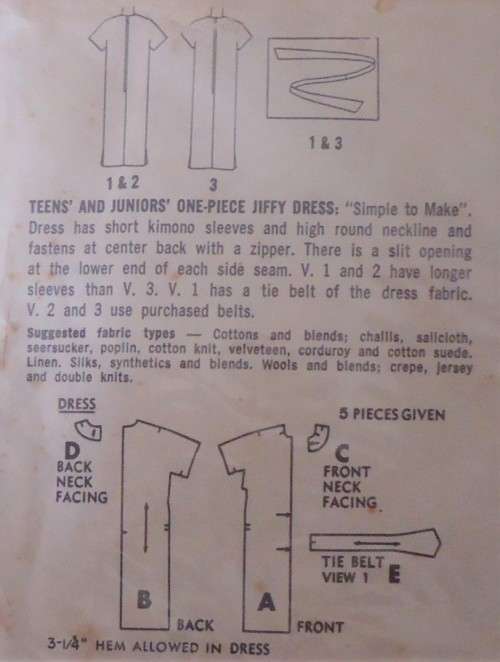 1 & 2
3
1 & 3
TEENS' AND JUNIORS' ONE-PIECE JIFFY DRESS: "Simple to Make".
Dress has short kimono sleeves and high round neckline and
fastens at center back with a zipper. There is a slit opening
at the lower end of each side seam. V. 1 and 2 have longer
sleeves than V. 3. V. 1 has a tie belt of the dress fabric.
V. 2 and 3 use purchased belts.
Suggested fabric types — Cottons and blends; challis, sailcloth,
seersucker, poplin, cotton knit, velveteen, corduroy and cotton suede.
Linen. Silks, synthetics and blends. Wools and blends; crepe, jersey
and double knits.
DRESS
5 PIECES GIVEN
D
BACK
NECK
FACING
C
FRONT
NECK
FACING
TIE BELT
VIEW 1 E
B
BACK
A
FRONT
3-1/4" HEM ALLOWED IN DRESS